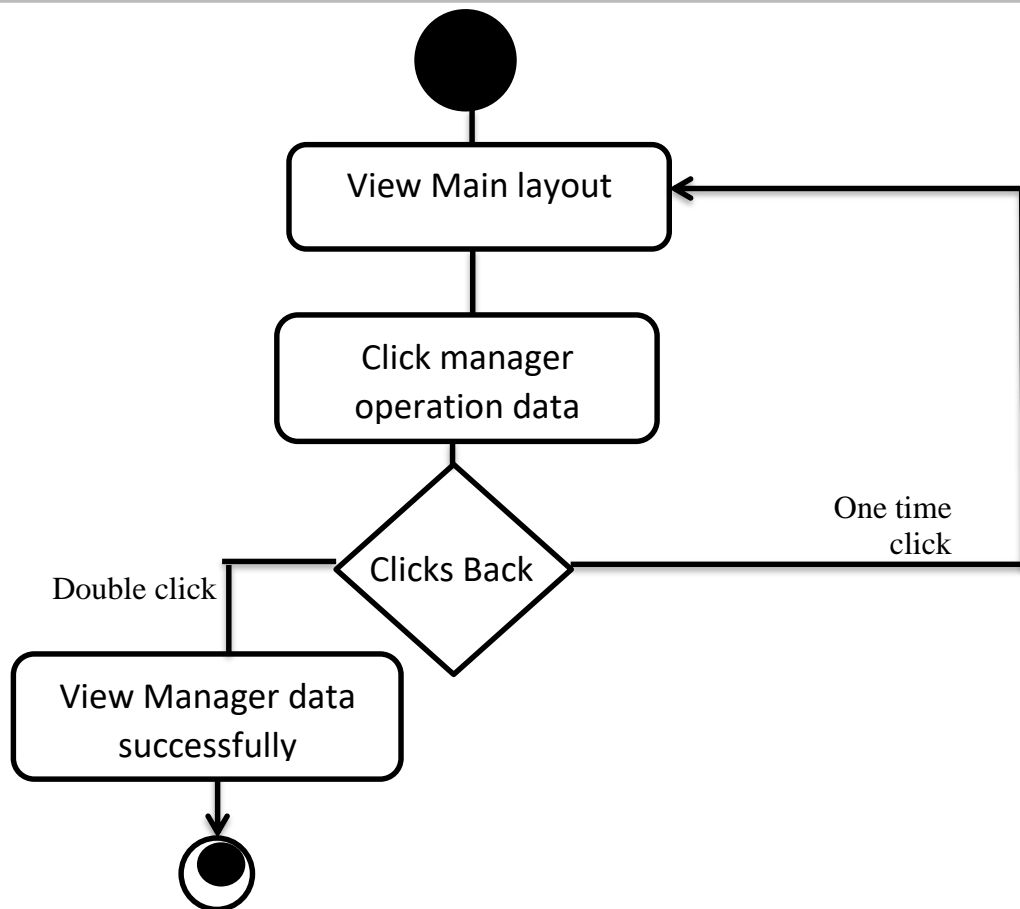 View Main layout
Click manager
operation data
Clicks Back
One time
click
Double click
View Manager data
successfully